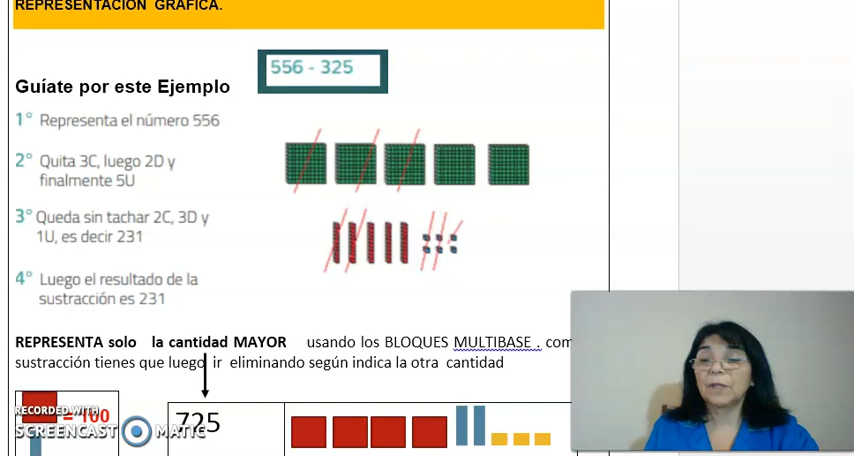 REPRESENTACIÓN GRÁFICA.
556 - 325
Guíate por este Ejemplo
1° Representa el número 556
2° Quita 3C, luego 2D y
finalmente 5U
3° Queda sin tachar 2C, 3D y
1U, es decir 231
4° Luego el resultado de la
sustracción es 231
REPRESENTA solo la cantidad MAYOR usando los BLOQUES MULTIBASE . com
sustracción tienes que luego ir eliminando según indica la otra cantidad
= 100
725
RECORDED WITH
SCREENCAST MATIC